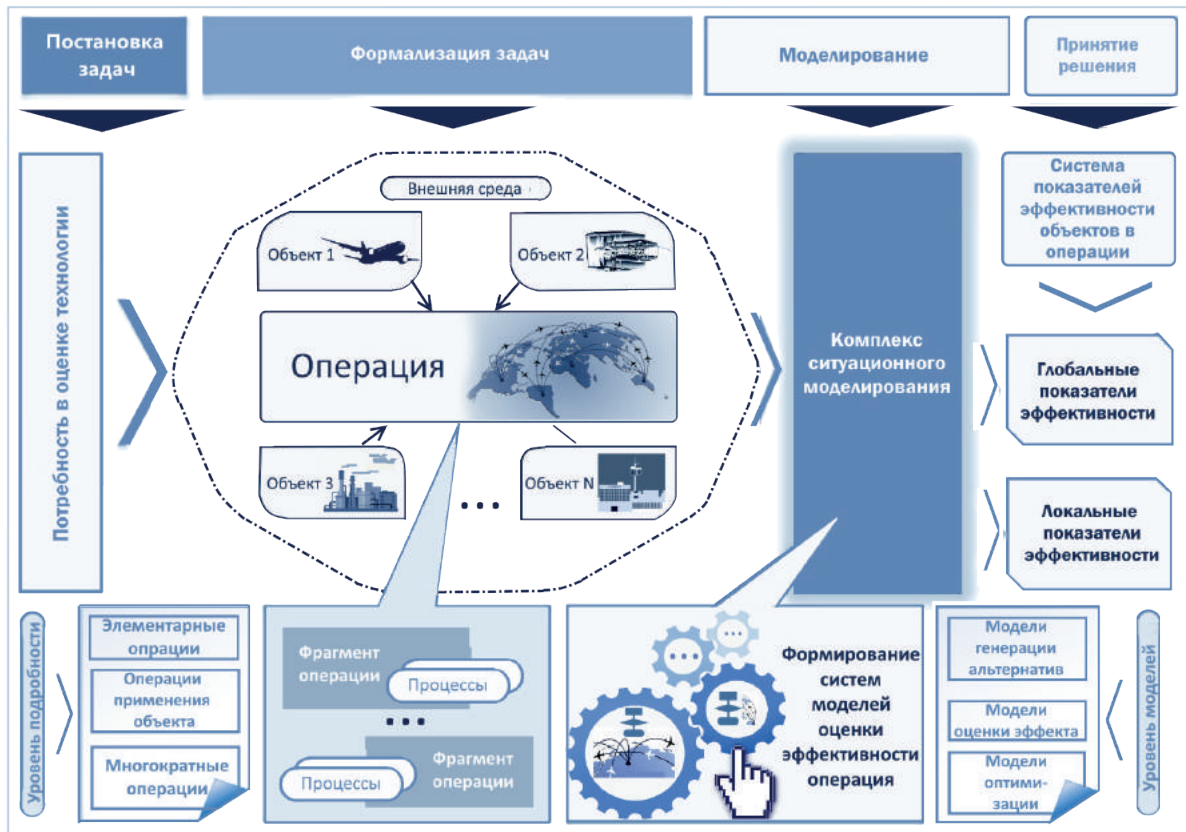 Постановка
задач
Формализация задач
Моделирование
Принятие
решения
Потребность в оценке технологии
Внешняя среда
Объект 1
Объект 2
Операция
Объект 3
...
Объект N
Комплекс
ситуационного
моделирования
Система
показателей
эффективности
объектов в
операции
Глобальные
показатели
эффективности
Локальные
показатели
эффективности
Уровень подробности
Элементарные
опрации
Операции
применения
объекта
Многократные
операции
Фрагмент
операции
Процессы
...
Процессы
Фрагмент
операции
...
...
Формирование
систем
моделей
оценки
эффективности
операция
Модели
генерации
альтернатив
Модели
оценки эффекта
Модели
оптими-
зации
Уровень моделей